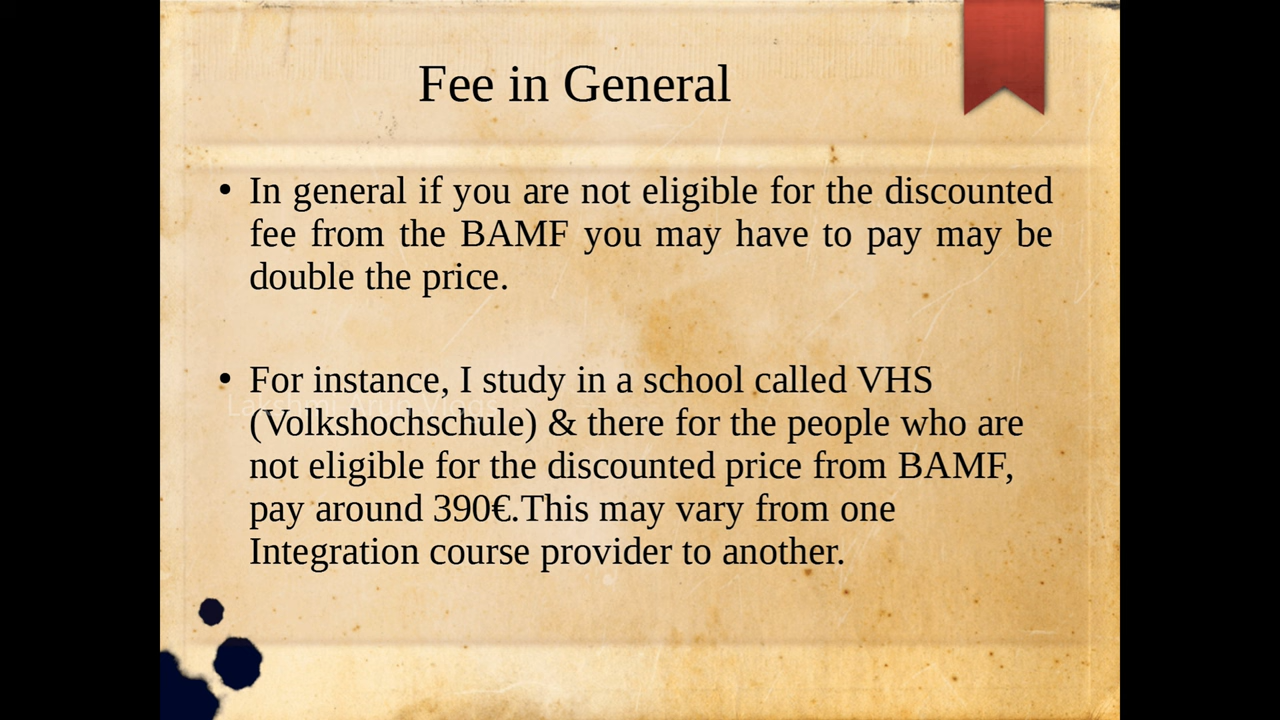 Fee in General
• In general if you are not eligible for the discounted
fee from the BAMF you may have to pay may be
double the price.
• For instance, I study in a school called VHS
(Volkshochschule) & there for the people who are
not eligible for the discounted price from BAMF,
pay around 390€.This may vary from one
Integration course provider to another.